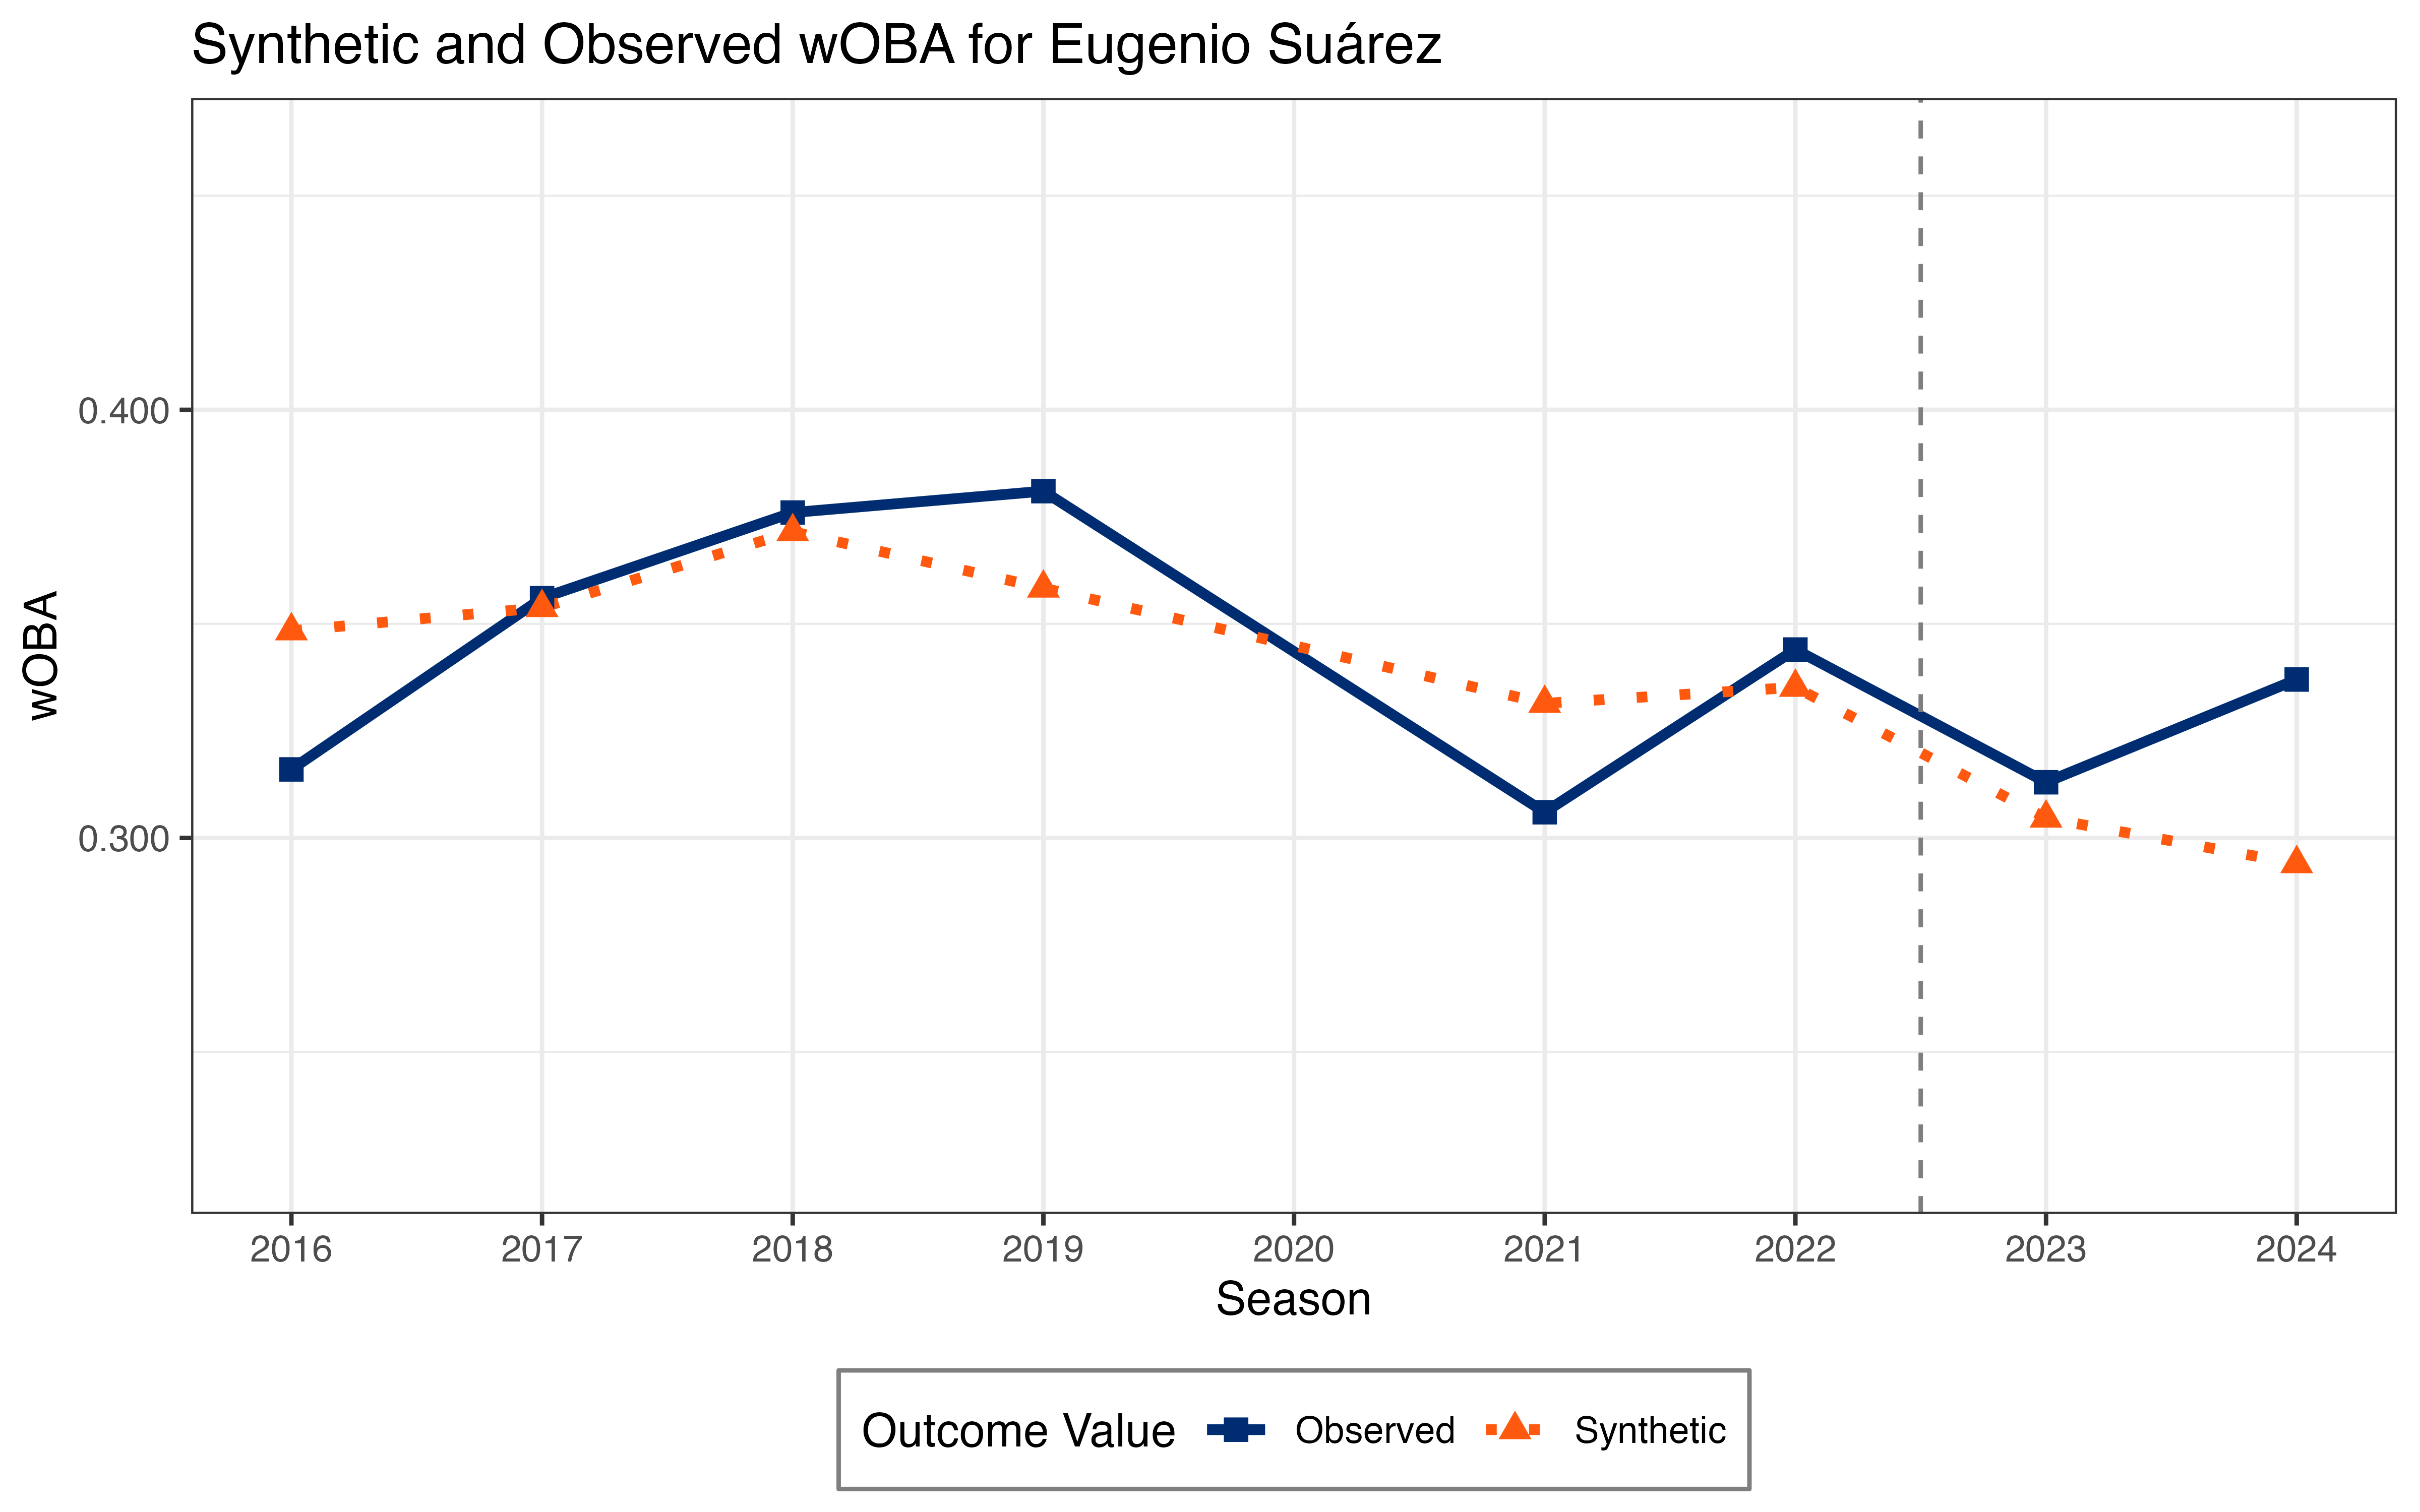 Synthetic and Observed wOBA for Eugenio Suárez
wOBA
0.400
0.300
2016 2017 2018 2019 2020 2021 2022 2023 2024
Season
Outcome Value Observed Synthetic